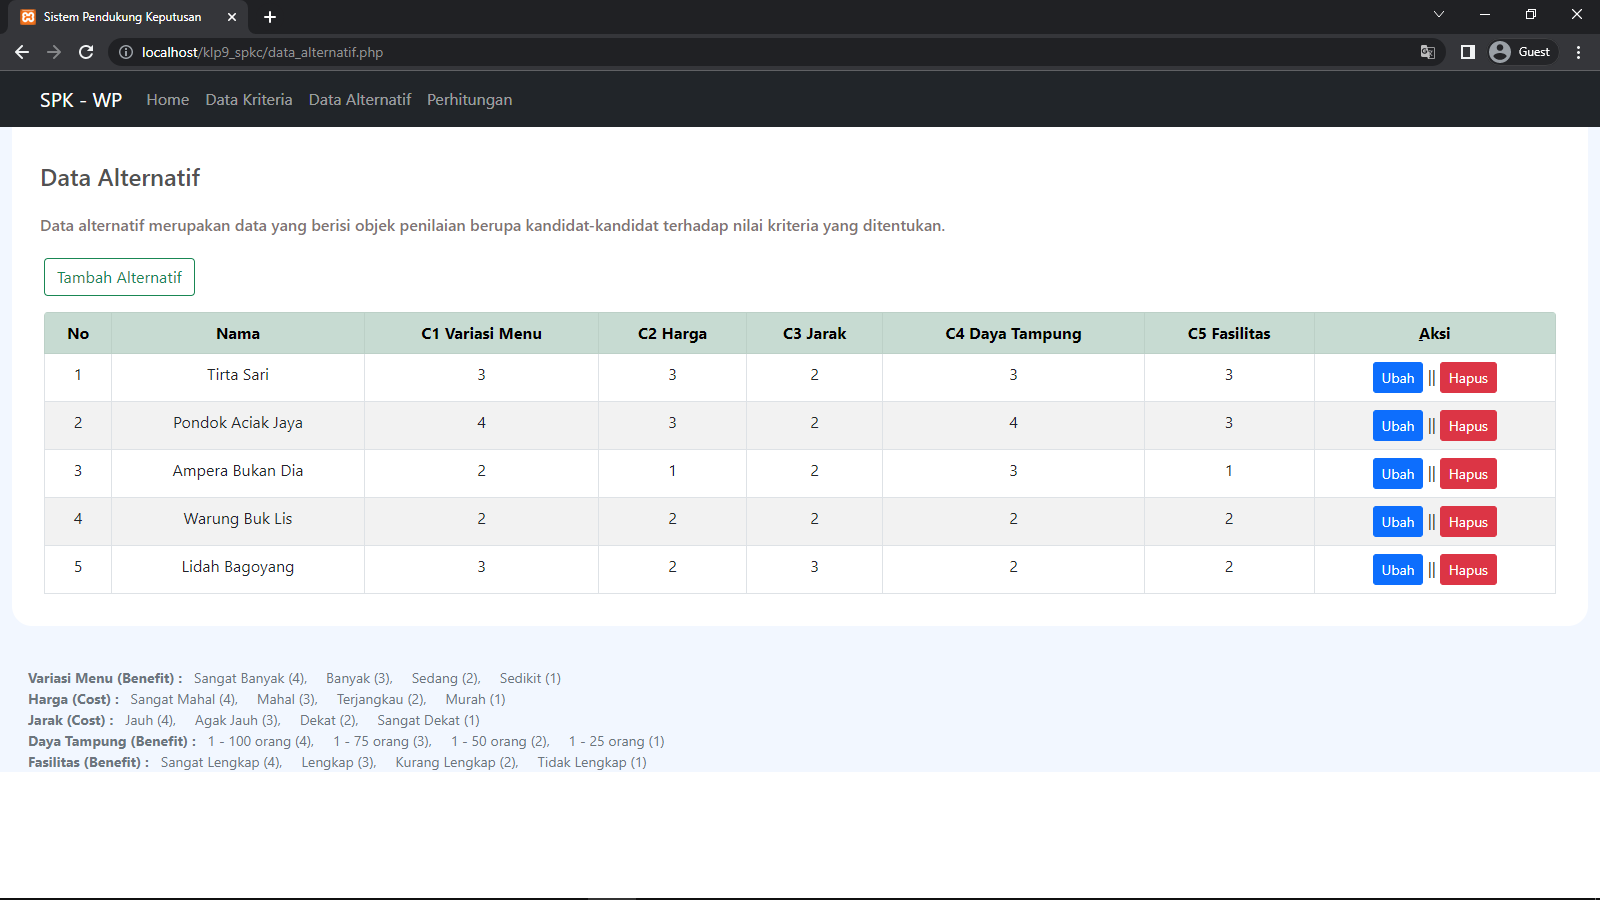 Sistem Pendukung Keputusan
localhost/klp9_spkc/data_alternatif.php
Guest
SPK - WP Home Data Kriteria Data Alternatif Perhitungan
Data Alternatif
Data alternatif merupakan data yang berisi objek penilaian berupa kandidat-kandidat terhadap nilai kriteria yang ditentukan.
Tambah Alternatif
No Nama C1 Variasi Menu C2 Harga C3 Jarak C4 Daya Tampung C5 Fasilitas Aksi
1 Tirta Sari 3 3 2 3 3 Ubah || Hapus
2 Pondok Aciak Jaya 4 3 2 4 3 Ubah || Hapus
3 Ampera Bukan Dia 2 1 2 3 1 Ubah || Hapus
4 Warung Buk Lis 2 2 2 2 2 Ubah || Hapus
5 Lidah Bagoyang 3 2 3 2 2 Ubah || Hapus
Variasi Menu (Benefit) : Sangat Banyak (4), Banyak (3), Sedang (2), Sedikit (1)
Harga (Cost) : Sangat Mahal (4), Mahal (3), Terjangkau (2), Murah (1)
Jarak (Cost) : Jauh (4), Agak Jauh (3), Dekat (2), Sangat Dekat (1)
Daya Tampung (Benefit) : 1 - 100 orang (4), 1 - 75 orang (3), 1 - 50 orang (2), 1 - 25 orang (1)
Fasilitas (Benefit) : Sangat Lengkap (4), Lengkap (3), Kurang Lengkap (2), Tidak Lengkap (1)